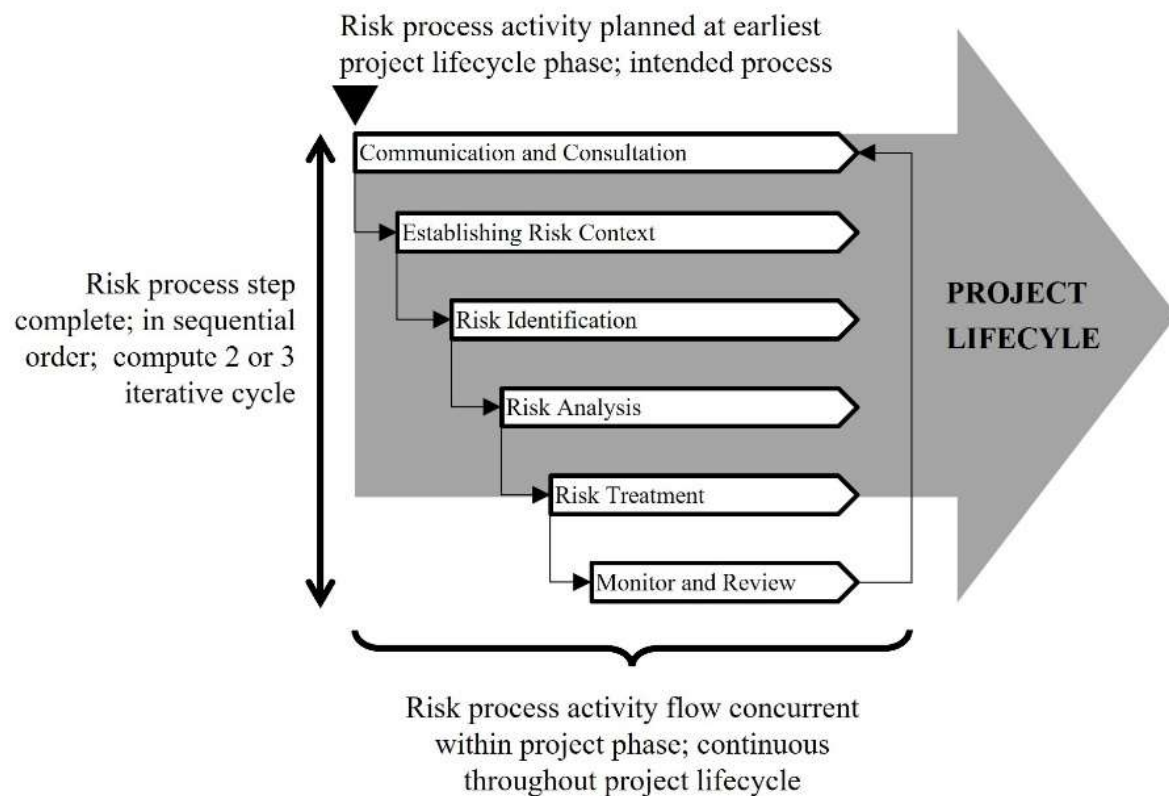 Risk process activity planned at earliest
project lifecycle phase; intended process
Communication and Consultation
Establishing Risk Context
Risk Identification
Risk Analysis
Risk Treatment
Monitor and Review
Risk process step
complete; in sequential
order; compute 2 or 3
iterative cycle
PROJECT
LIFECYLE
Risk process activity flow concurrent
within project phase; continuous
throughout project lifecycle